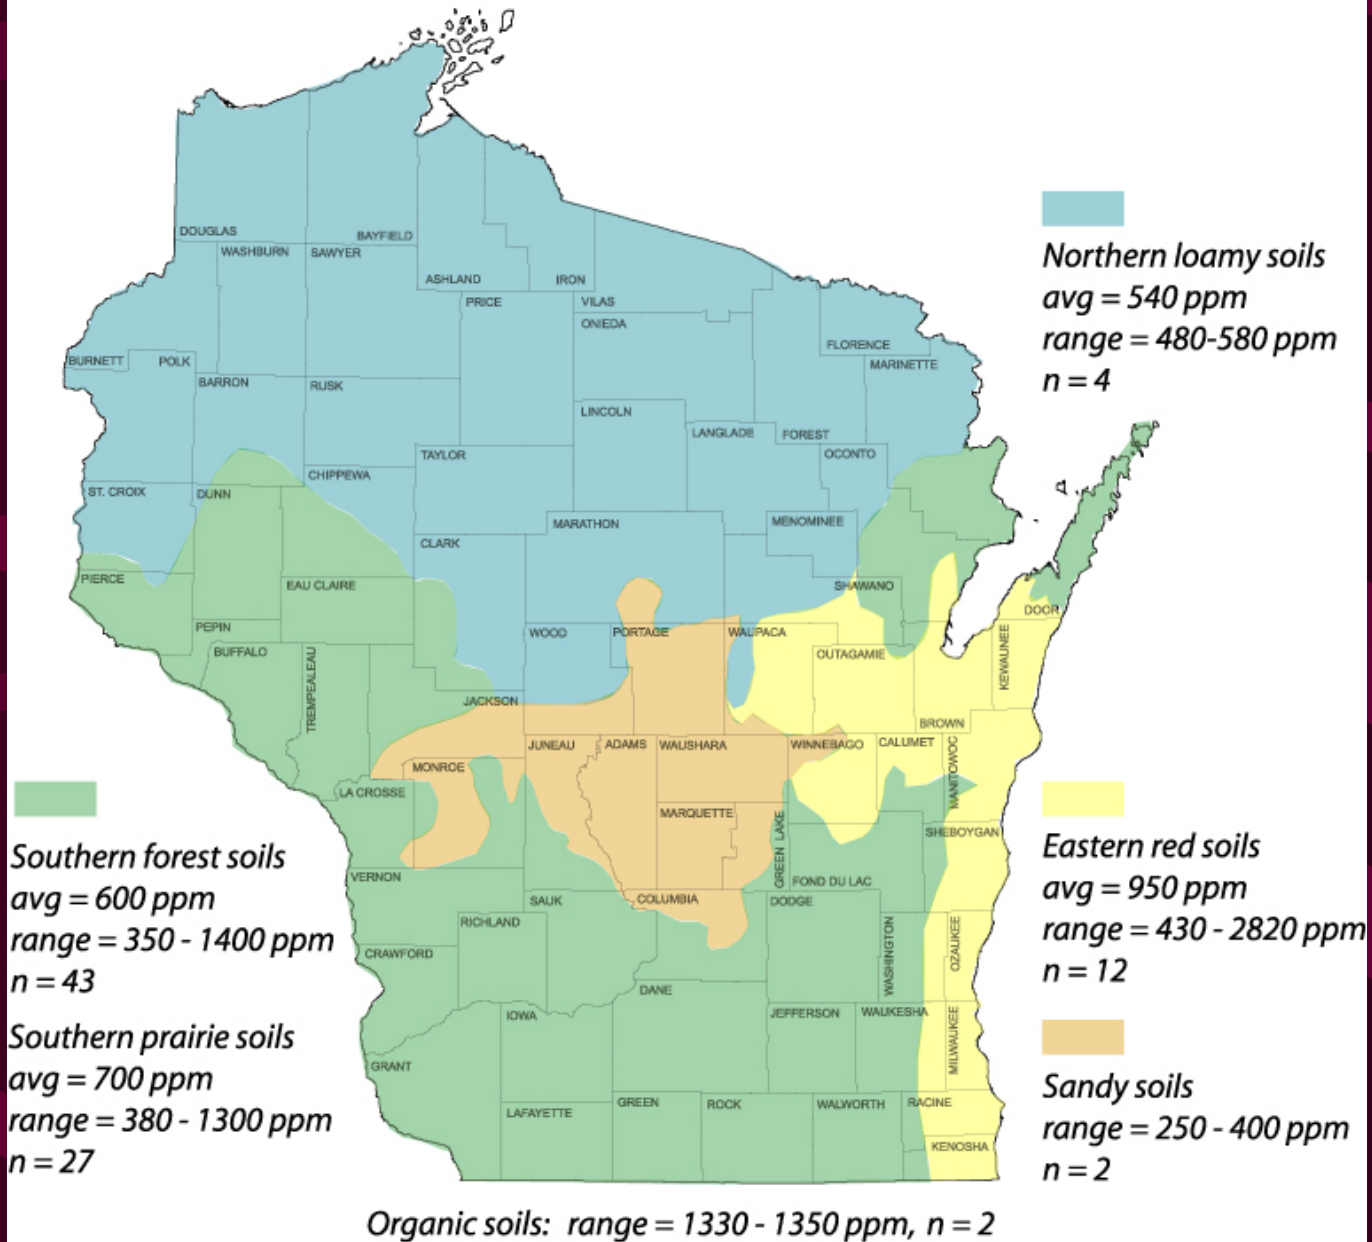 DOUGLAS
BAYFIELD
WASHBURN
SAWYER
ASHLAND
IRON
PRICE
VILAS
ONIEDA
FLORENCE
BURNETT
POLK
MARINETTE
BARRON
RUSK
LINCOLN
LANGLADE
FOREST
TAYLOR
OCONTO
CHIPPEWA
ST. CROIX
DUNN
MARATHON
MENOMINEE
CLARK
PIERCE
EAU CLAIRE
SHAWANO
DOOR
PEPIN
WOOD
PORTAGE
WAUPACA
BUFFALO
TREMPEALEAU
OUTAGAMIE
KEWAUNEE
JACKSON
BROWN
JUNEAU
ADAMS
WAUSHARA
WINNEBAGO
CALUMET
MANITOWOC
MONROE
LA CROSSE
MARQUETTE
GREEN LAKE
SHEBOYGAN
VERNON
FOND DU LAC
SAUK
COLUMBIA
DODGE
RICHLAND
WASHINGTON
OZAUKEE
CRAWFORD
DANE
IOWA
JEFFERSON
WAUKESHA
MILWAUKEE
GRANT
LAFAYETTE
GREEN
ROCK
WALWORTH
RACINE
KENOSHA
Northern loamy soils
avg = 540 ppm
range = 480-580 ppm
n = 4
Southern forest soils
avg = 600 ppm
range = 350 - 1400 ppm
n = 43
Southern prairie soils
avg = 700 ppm
range = 380 - 1300 ppm
n = 27
Eastern red soils
avg = 950 ppm
range = 430 - 2820 ppm
n = 12
Sandy soils
range = 250 - 400 ppm
n = 2
Organic soils: range = 1330 - 1350 ppm, n = 2